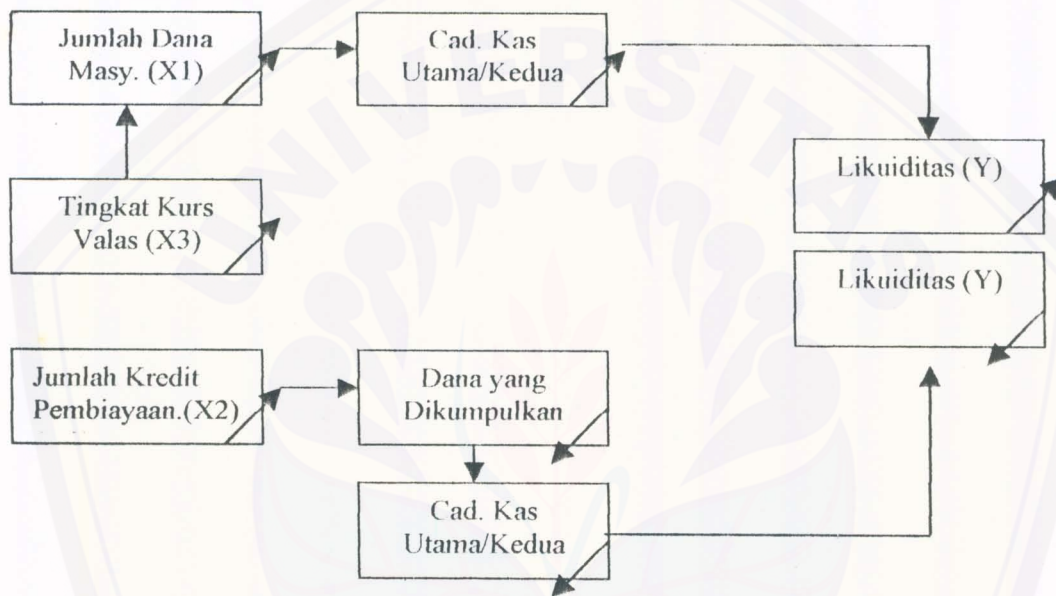 Jumlah Dana
Masy. (X1)
Cad. Kas
Utama/Kedua
Likuiditas (Y)
Tingkat Kurs
Valas (X3)
Likuiditas (Y)
Jumlah Kredit
Pembiayaan.(X2)
Dana yang
Dikumpulkan
Cad. Kas
Utama/Kedua
UNIVERSITAS